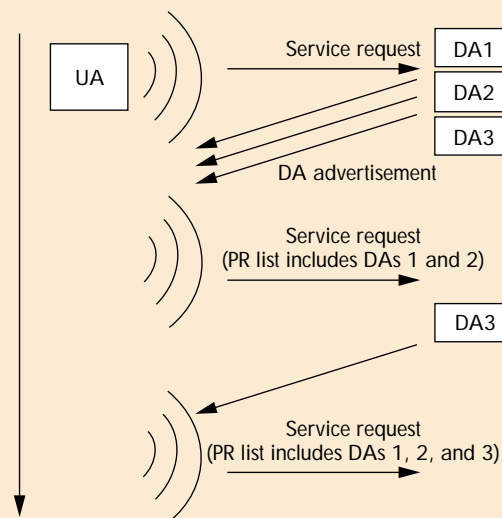 UA
Service request
DA1
DA2
DA3
DA advertisement
Service request
(PR list includes DAs 1 and 2)
DA3
Service request
(PR list includes DAs 1, 2, and 3)